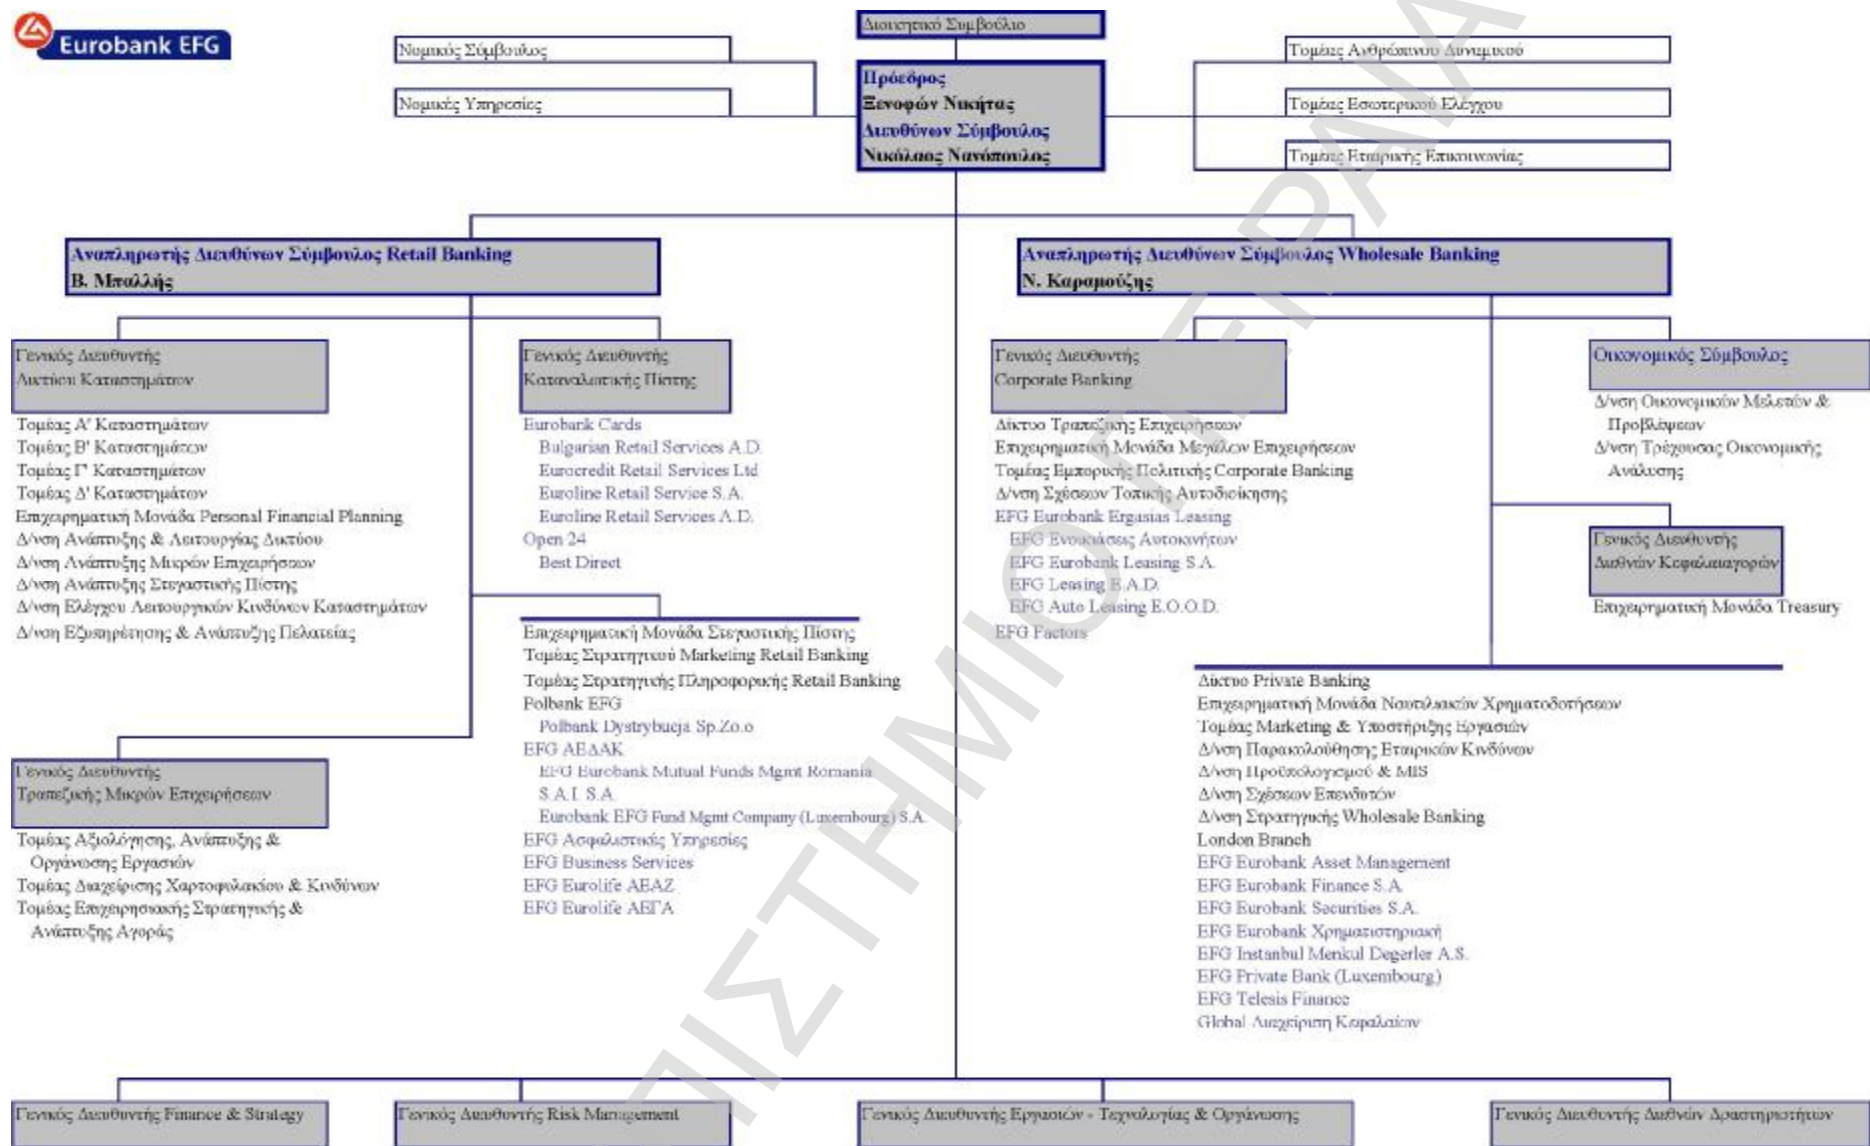 Eurobank EFG
Διοικητικό Συμβούλιο
Νομικός Σύμβουλος
Νομικές Υπηρεσίες
Πρόεδρος
Ξενοφών Νικήτας
Διευθύνων Σύμβουλος
Νικόλαος Νανόπουλος
Τομέας Ανθρώπινου Δυναμικού
Τομέας Εσωτερικού Ελέγχου
Τομέας Εταιρικής Επικοινωνίας
Αναπληρωτής Διευθύνων Σύμβουλος Retail Banking
Β. Μπαλλής
Αναπληρωτής Διευθύνων Σύμβουλος Wholesale Banking
Ν. Καραμούζης
Γενικός Διευθυντής
Δικτύου Καταστημάτων
Τομέας Α' Καταστημάτων
Τομέας Β' Καταστημάτων
Τομέας Γ' Καταστημάτων
Τομέας Δ' Καταστημάτων
Επιχειρηματική Μονάδα Personal Financial Planning
Δ/νση Ανάπτυξης & Λειτουργίας Δικτύου
Δ/νση Ανάπτυξης Μικρών Επιχειρήσεων
Δ/νση Ανάπτυξης Στεγαστικής Πίστης
Δ/νση Ελέγχου Λειτουργικών Κινδύνων Καταστημάτων
Δ/νση Εξυπηρέτησης & Ανάπτυξης Πελατείας
Γενικός Διευθυντής
Καταναλωτικής Πίστης
Eurobank Cards
Bulgarian Retail Services A.D.
Eurocredit Retail Services Ltd
Euroline Retail Service S.A.
Euroline Retail Services A.D.
Open 24
Best Direct
Επιχειρηματική Μονάδα Στεγαστικής Πίστης
Τομέας Στρατηγικού Marketing Retail Banking
Τομέας Στρατηγικής Πληροφορικής Retail Banking
Polbank EFG
Polbank Dystrybucja Sp.Zo.o
EFG ΑΕΔΑΚ
EFG Eurobank Mutual Funds Mgmt Romania
S.A.I. S.A.
Eurobank EFG Fund Mgmt Company (Luxembourg) S.A.
EFG Ασφαλιστικές Υπηρεσίες
EFG Business Services
EFG Eurolife ΑΕΑΖ
EFG Eurolife ΑΕΓΑ
Γενικός Διευθυντής
Τραπεζικής Μικρών Επιχειρήσεων
Τομέας Αξιολόγησης, Ανάπτυξης &
Οργάνωσης Εργασιών
Τομέας Διαχείρισης Χαρτοφυλακίου & Κινδύνων
Τομέας Επιχειρησιακής Στρατηγικής &
Ανάπτυξης Αγοράς
Γενικός Διευθυντής
Corporate Banking
Δίκτυο Τραπεζικής Επιχειρήσεων
Επιχειρηματική Μονάδα Μεγάλων Επιχειρήσεων
Τομέας Εμπορικής Πολιτικής Corporate Banking
Δ/νση Σχέσεων Τοπικής Αυτοδιοίκησης
EFG Eurobank Ergasias Leasing
EFG Ενοικιάσεις Αυτοκινήτων
EFG Eurobank Leasing S.A.
EFG Leasing E.A.D.
EFG Auto Leasing E.O.O.D.
EFG Factors
Οικονομικός Σύμβουλος
Δ/νση Οικονομικών Μελετών &
Προβλέψεων
Δ/νση Τρέχουσας Οικονομικής
Ανάλυσης
Γενικός Διευθυντής
Διεθνών Κεφαλαιαγορών
Επιχειρηματική Μονάδα Treasury
Δίκτυο Private Banking
Επιχειρηματική Μονάδα Ναυτιλιακών Χρηματοδοτήσεων
Τομέας Marketing & Υποστήριξης Εργασιών
Δ/νση Παρακολούθησης Εταιρικών Κινδύνων
Δ/νση Προϋπολογισμού & MIS
Δ/νση Σχέσεων Επενδυτών
Δ/νση Στρατηγικής Wholesale Banking
London Branch
EFG Eurobank Asset Management
EFG Eurobank Finance S.A.
EFG Eurobank Securities S.A.
EFG Eurobank Χρηματιστηριακή
EFG Instanbul Menkul Degerler A.S.
EFG Private Bank (Luxembourg)
EFG Telesis Finance
Global Διαχείριση Κεφαλαίων
Γενικός Διευθυντής Finance & Strategy
Γενικός Διευθυντής Risk Management
Γενικός Διευθυντής Εργασιών - Τεχνολογίας & Οργάνωσης
Γενικός Διευθυντής Διεθνών Δραστηριοτήτων
ΠΙΣΤΗΜΙΟ ΠΕΙΡΑΙΑ